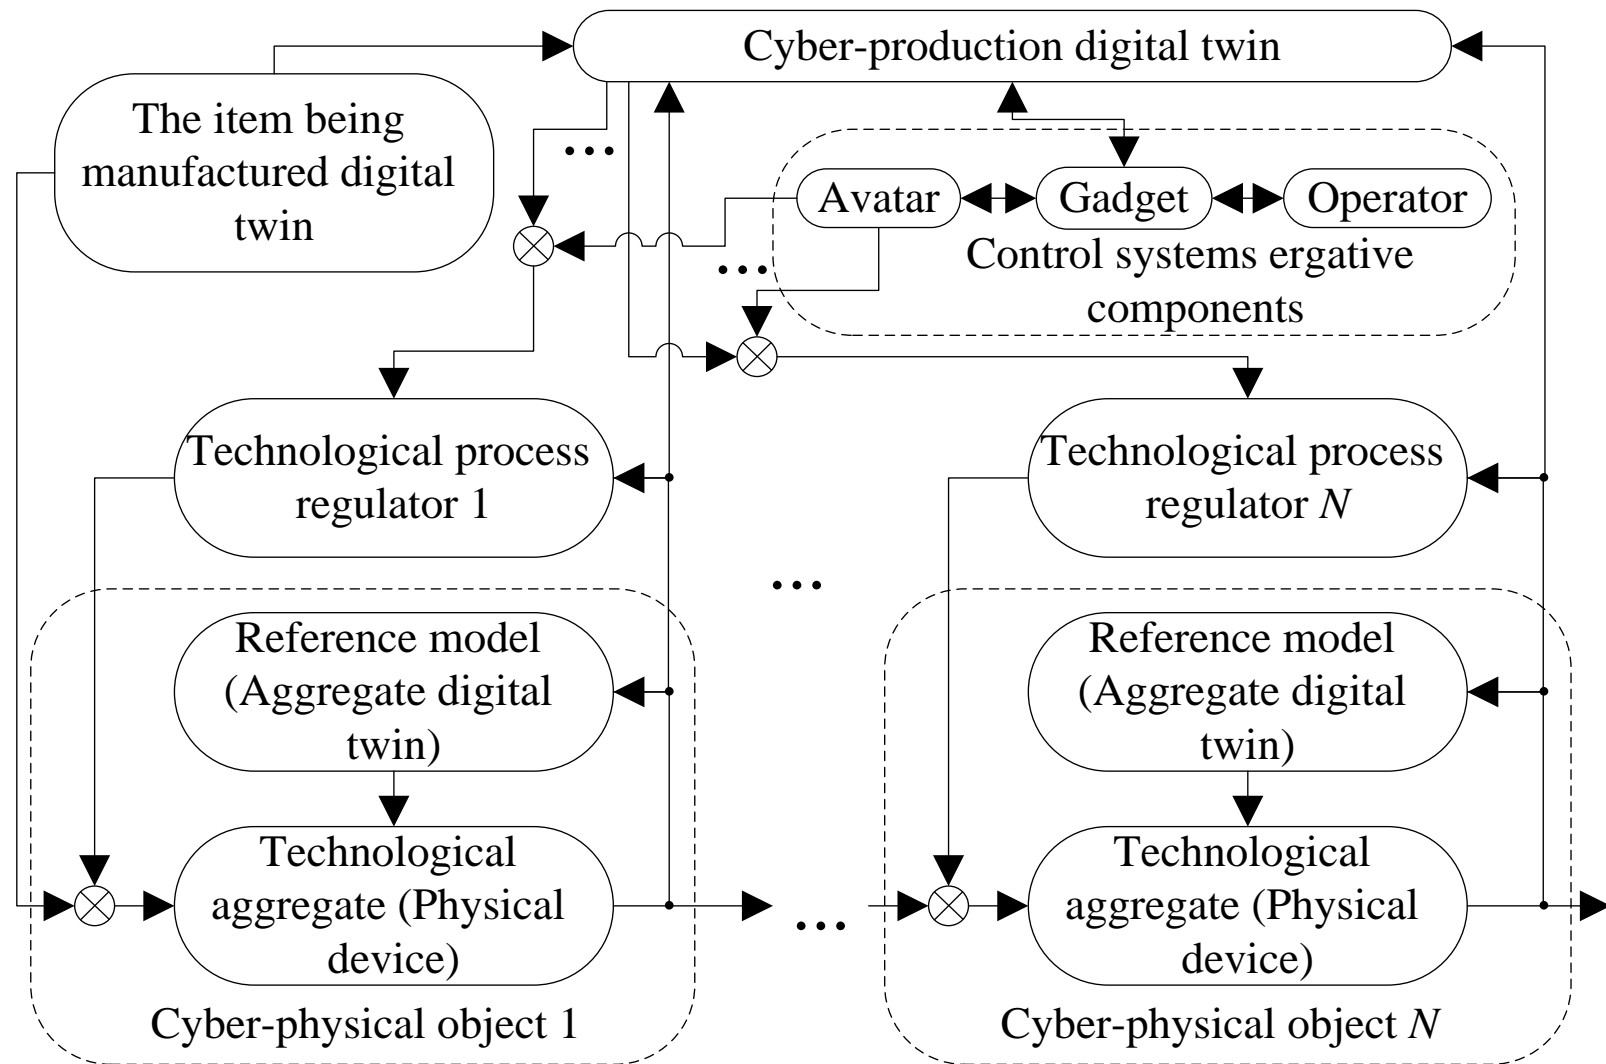 Cyber-production digital twin
The item being
manufactured digital
twin
...
Avatar
Gadget
Operator
Control systems ergative
components
...
Technological process
regulator 1
Technological process
regulator N
...
Reference model
(Aggregate digital
twin)
Reference model
(Aggregate digital
twin)
Technological
aggregate (Physical
device)
...
Technological
aggregate (Physical
device)
Cyber-physical object 1
Cyber-physical object N